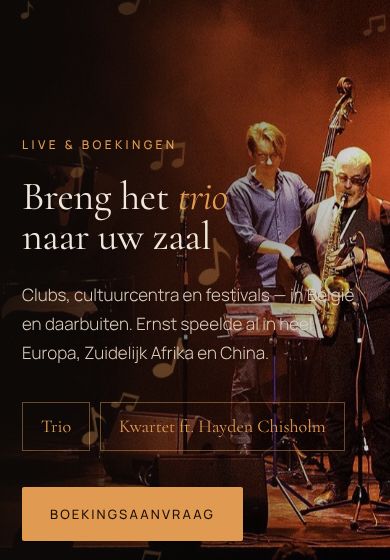 LIVE & BOEKINGEN
Breng het trio
naar uw zaal
Clubs, cultuurcentra en festivals — in België
en daarbuiten. Ernst speelde al in heel
Europa, Zuidelijk Afrika en China.
Trio
Kwartet ft. Hayden Chisholm
BOEKINGSAANVRAAG